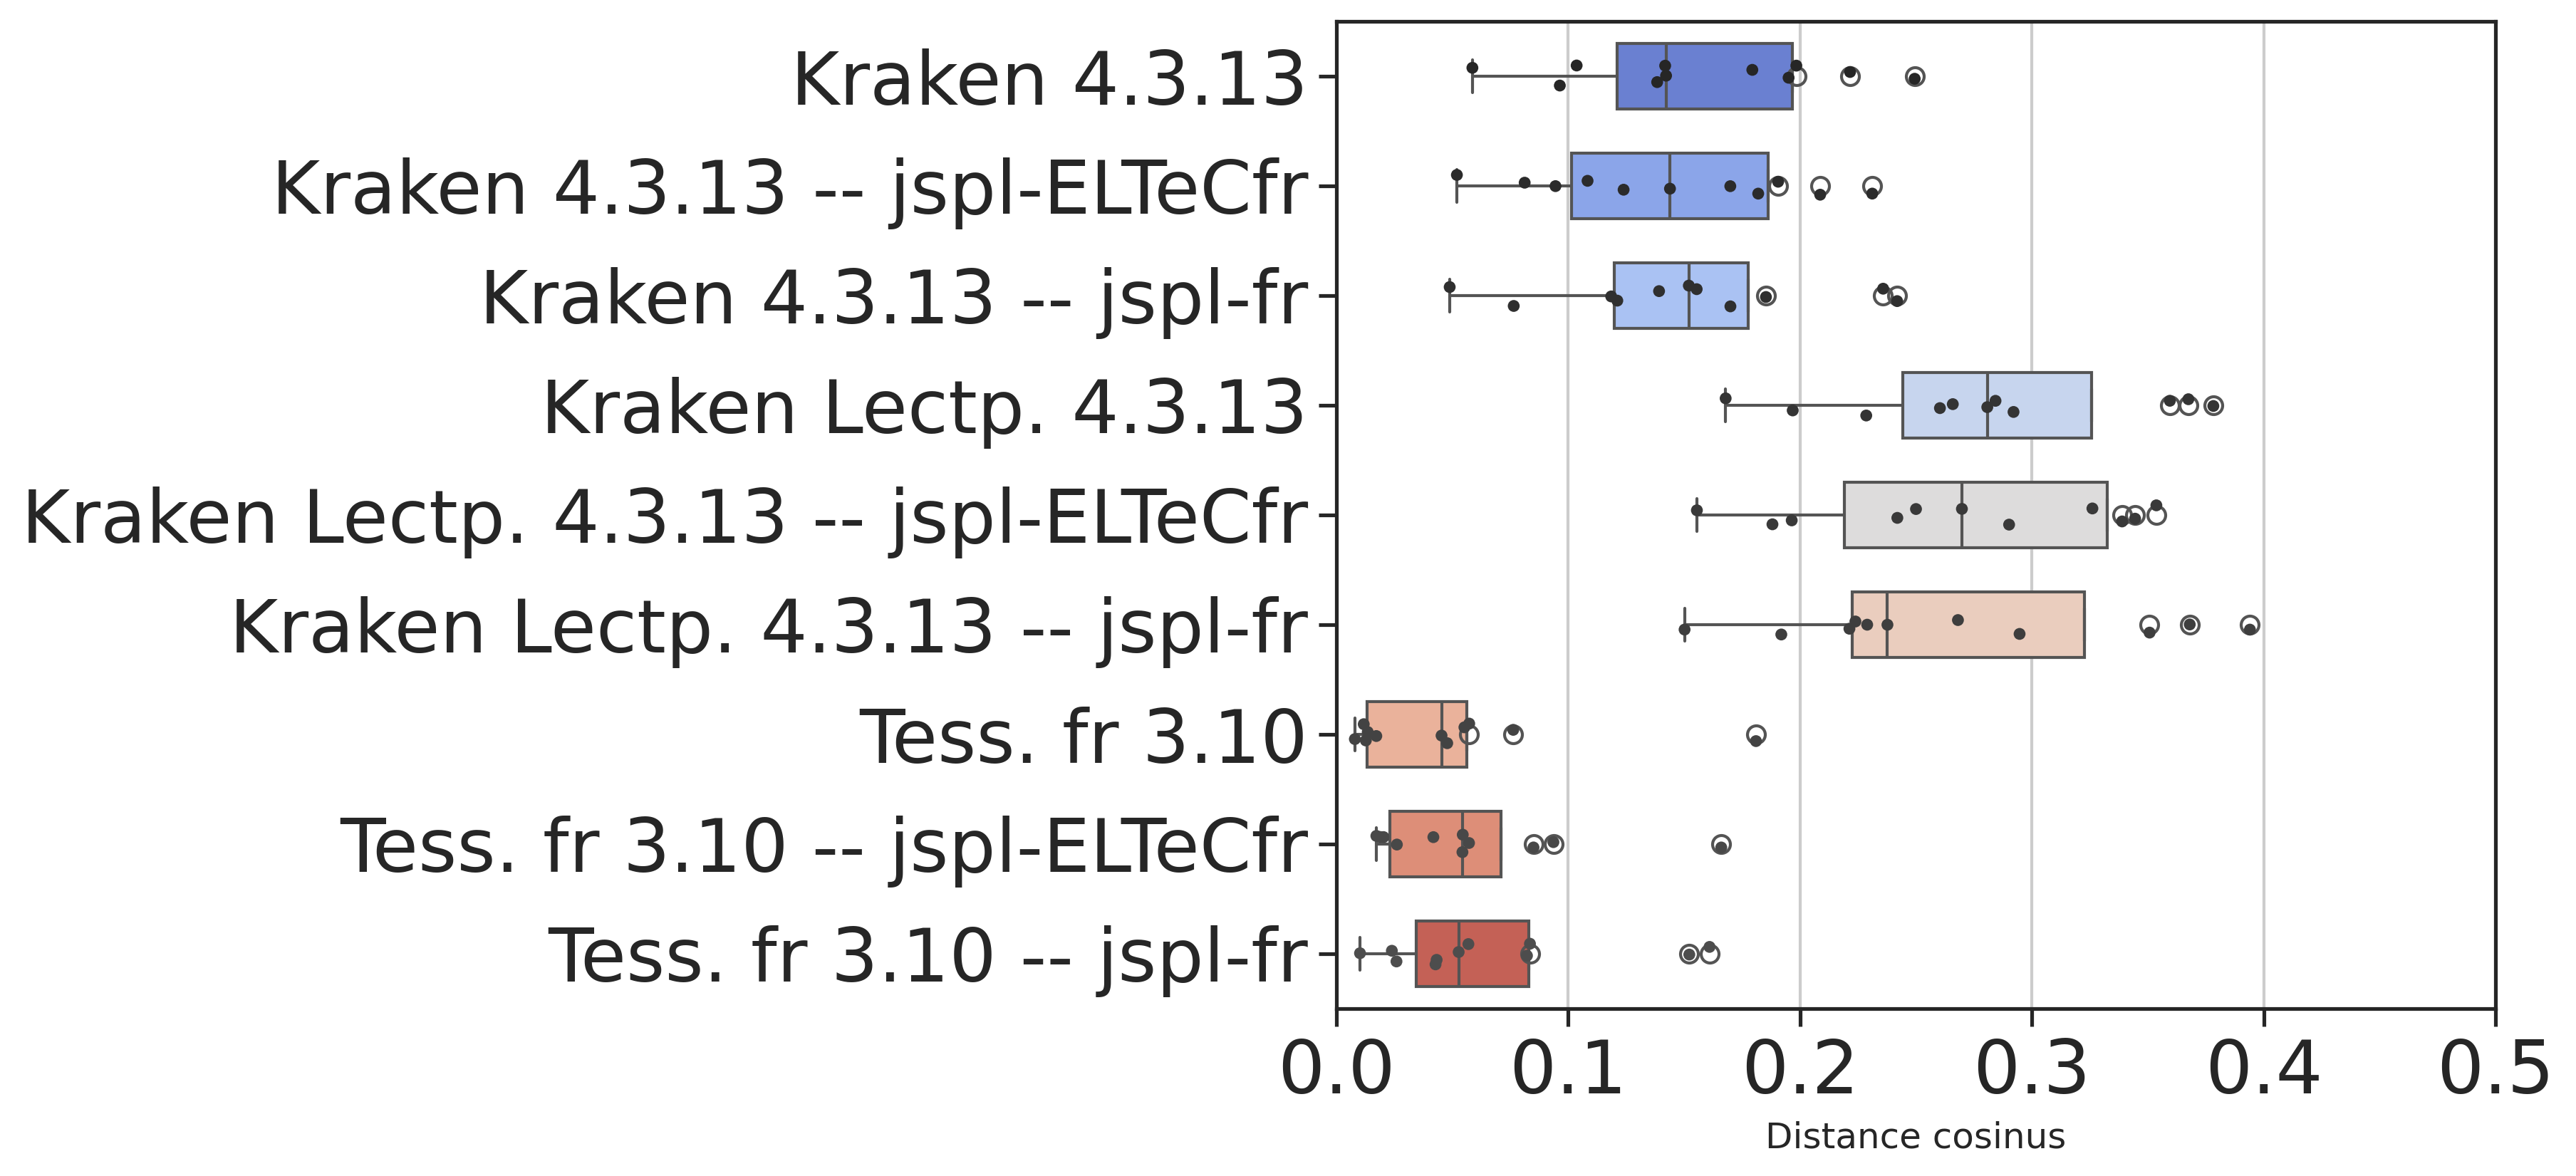 Kraken 4.3.13
Kraken 4.3.13 -- jspl-ELTeCfr
Kraken 4.3.13 -- jspl-fr
Kraken Lectp. 4.3.13
Kraken Lectp. 4.3.13 -- jspl-ELTeCfr
Kraken Lectp. 4.3.13 -- jspl-fr
Tess. fr 3.10
Tess. fr 3.10 -- jspl-ELTeCfr
Tess. fr 3.10 -- jspl-fr
0.0 0.1 0.2 0.3 0.4 0.5
Distance cosinus